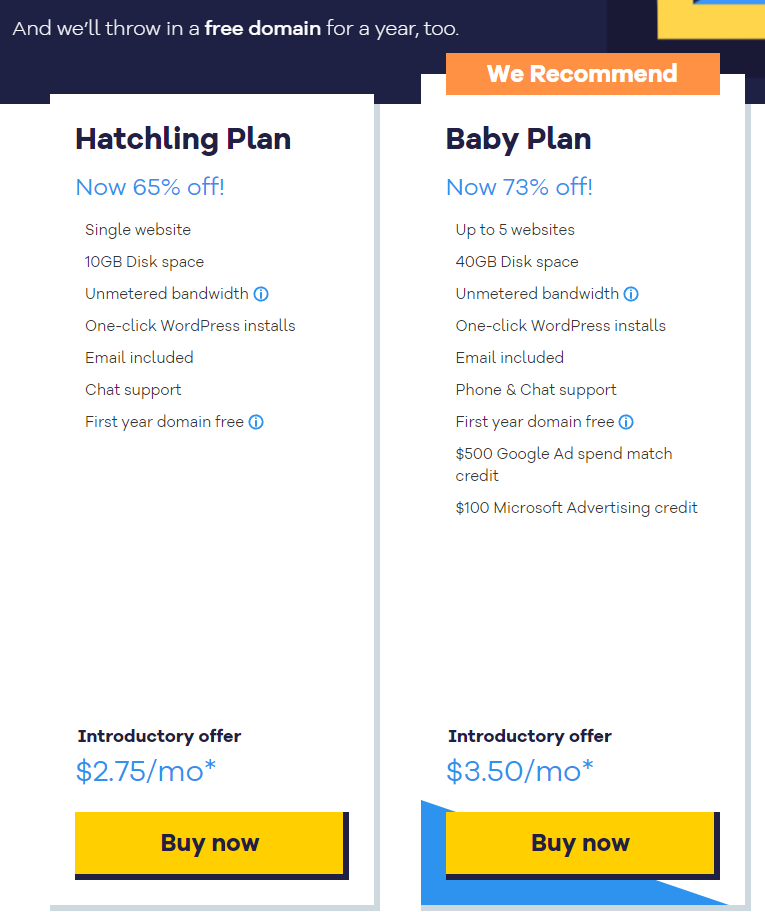 And we’ll throw in a free domain for a year, too.
Hatchling Plan
Now 65% off!
Single website
10GB Disk space
Unmetered bandwidth
One-click WordPress installs
Email included
Chat support
First year domain free
Introductory offer
$2.75/mo*
Buy now
We Recommend
Baby Plan
Now 73% off!
Up to 5 websites
40GB Disk space
Unmetered bandwidth
One-click WordPress installs
Email included
Phone & Chat support
First year domain free
$500 Google Ad spend match
credit
$100 Microsoft Advertising credit
Introductory offer
$3.50/mo*
Buy now